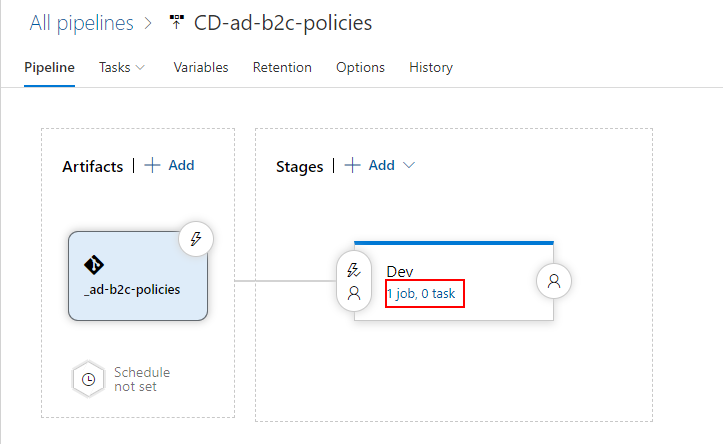 All pipelines > CD-ad-b2c-policies
Pipeline Tasks Variables Retention Options History
Artifacts | + Add
Stages | + Add
_ad-b2c-policies
Dev
1 job, 0 task
Schedule
not set